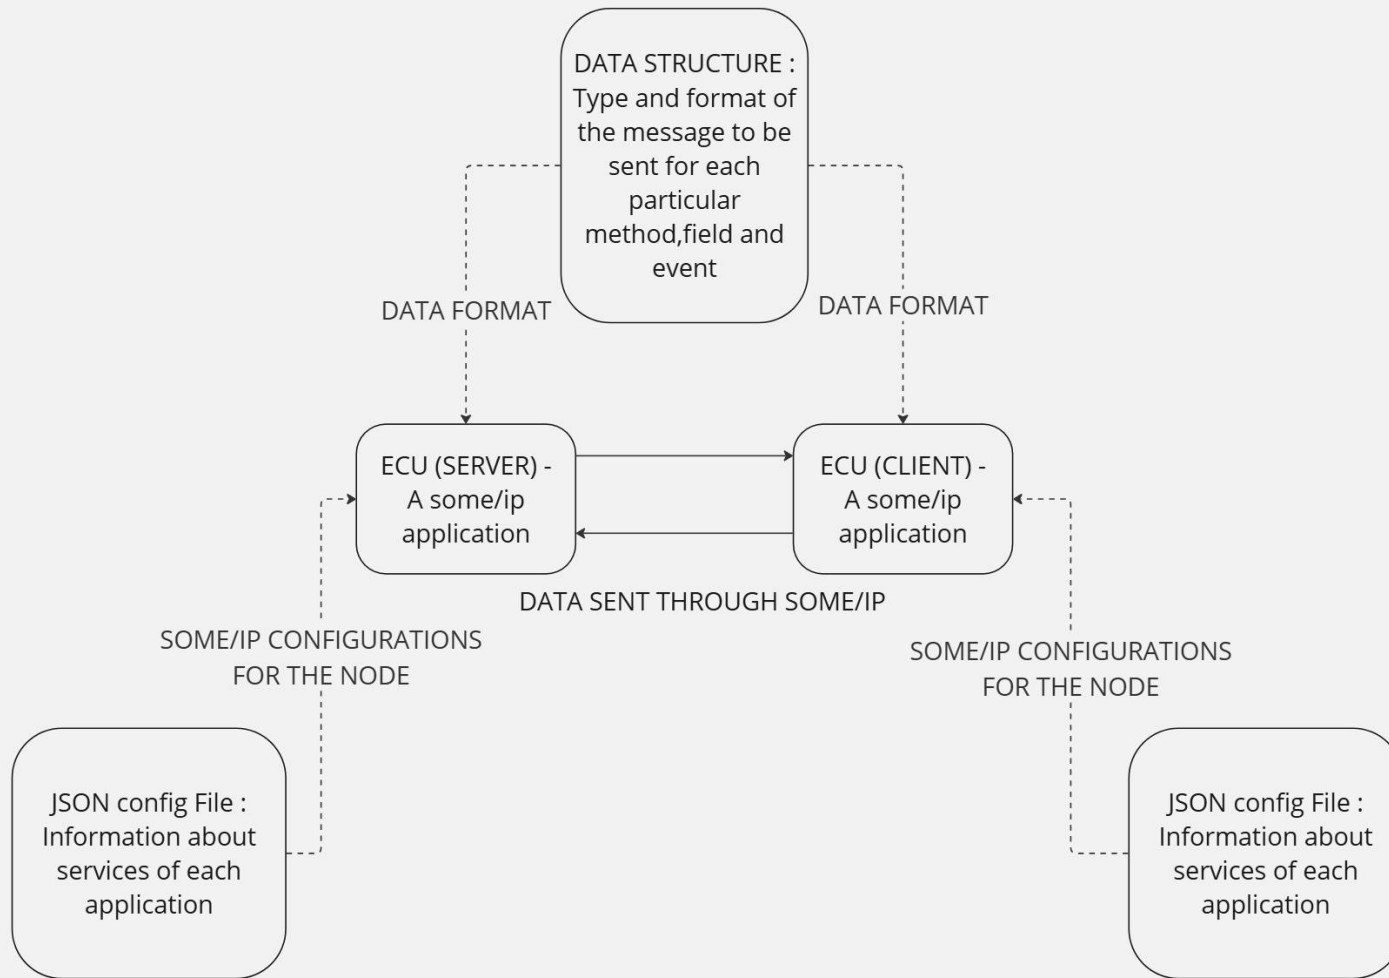 DATA STRUCTURE :
Type and format of
the message to be
sent for each
particular
method,field and
event
DATA FORMAT
DATA FORMAT
ECU (SERVER) -
A some/ip
application
ECU (CLIENT) -
A some/ip
application
DATA SENT THROUGH SOME/IP
SOME/IP CONFIGURATIONS
FOR THE NODE
SOME/IP CONFIGURATIONS
FOR THE NODE
JSON config File :
Information about
services of each
application
JSON config File :
Information about
services of each
application